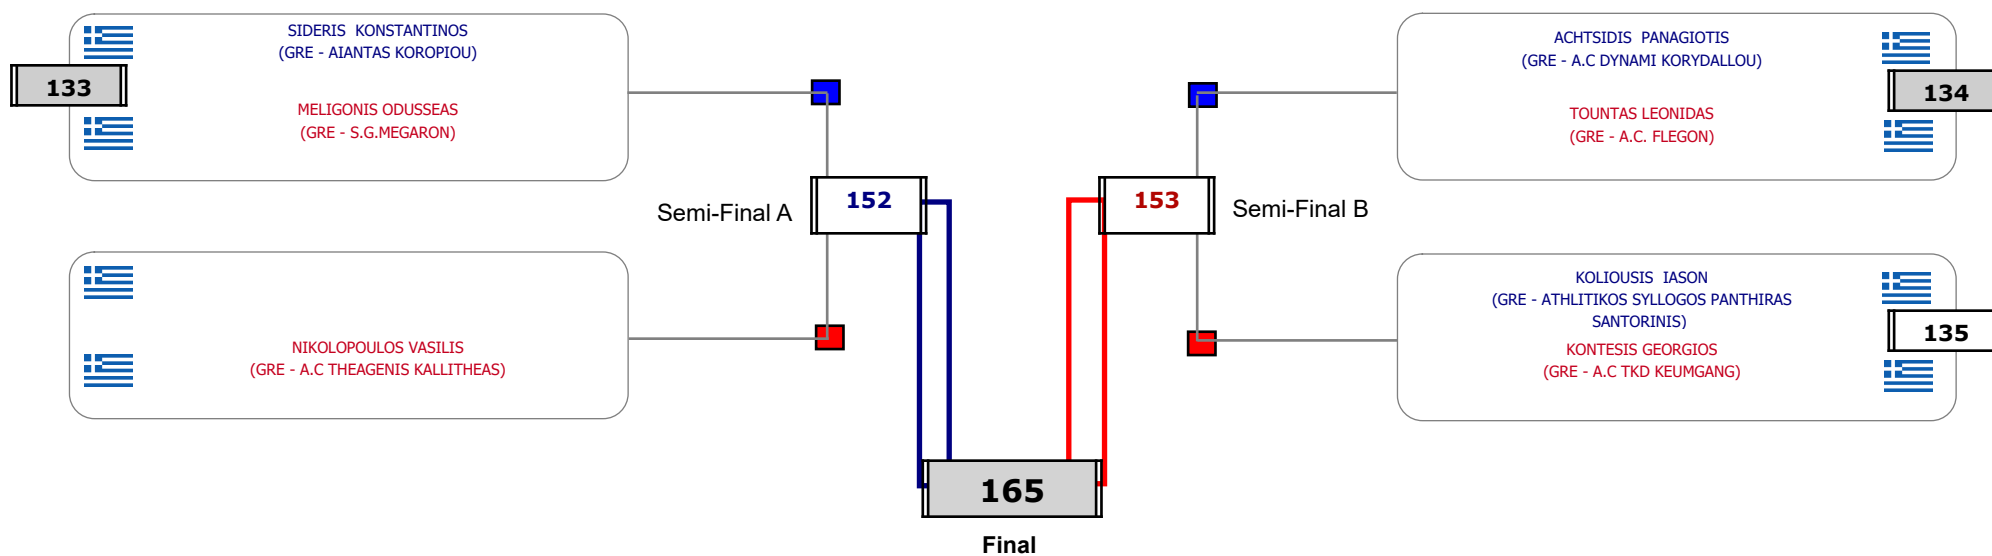 SIDERIS KONSTANTINOS
(GRE - AIANTAS KOROPIOU)
133
MELIGONIS ODUSSEAS
(GRE - S.G.MEGARON)
ACHTSIDIS PANAGIOTIS
(GRE - A.C DYNAMI KORYDALLOU)
134
TOUNTAS LEONIDAS
(GRE - A.C. FLEGON)
152
Semi-Final A
153
Semi-Final B
NIKOLOPOULOS VASILIS
(GRE - A.C THEAGENIS KALLITHEAS)
KOLIOUSIS IASON
(GRE - ATHLITIKOS SYLLOGOS PANTHIRAS
SANTORINIS)
135
KONTESIS GEORGIOS
(GRE - A.C TKD KEUMGANG)
165
Final